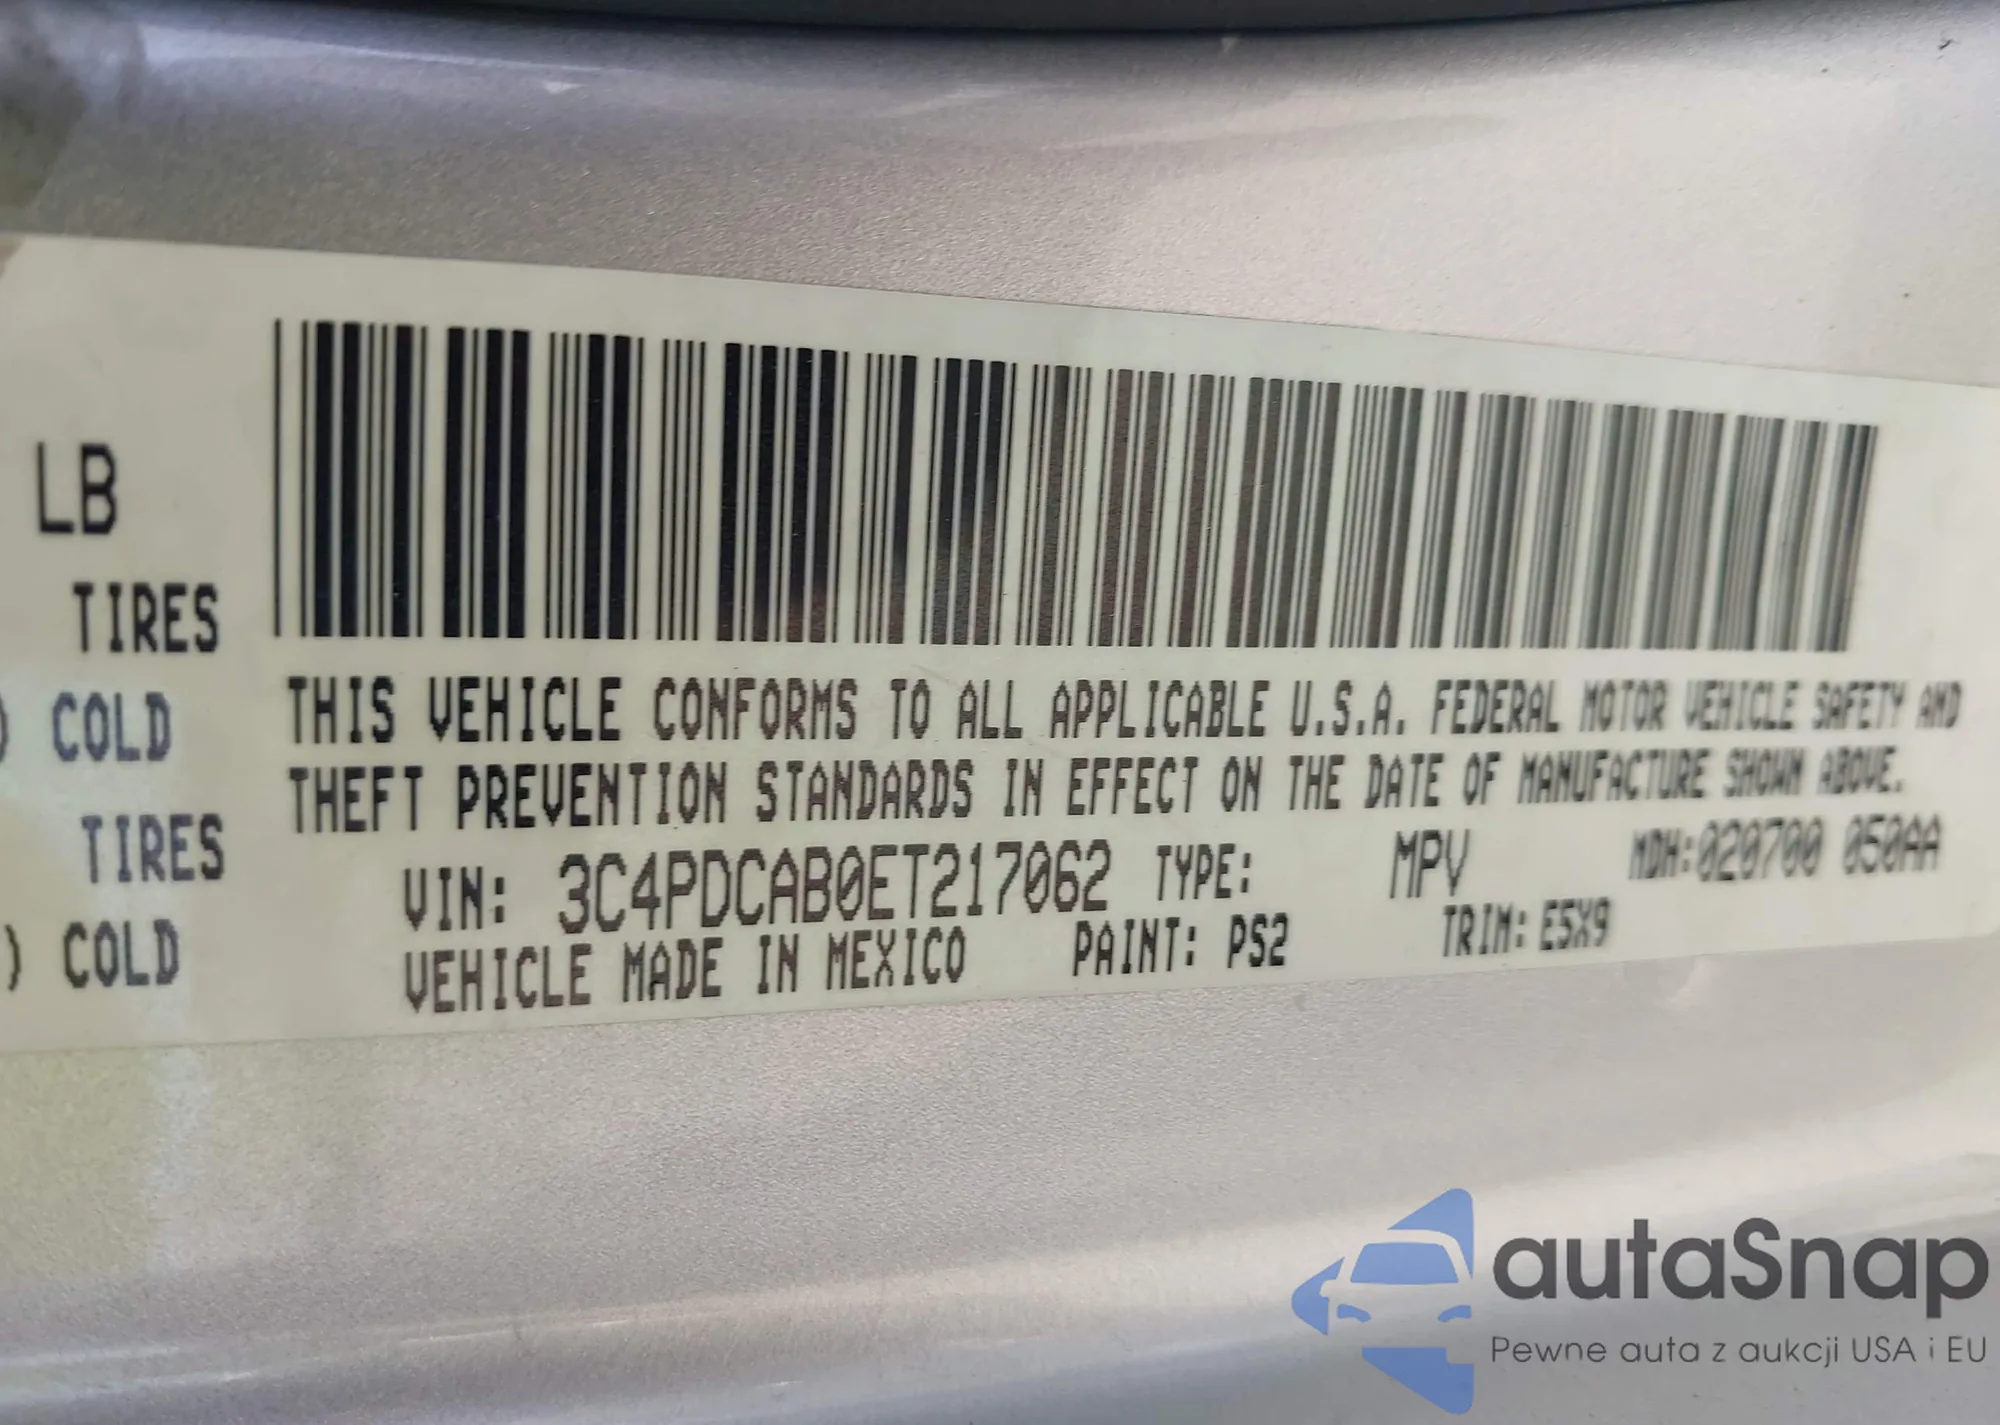 LB
TIRES
) COLD
TIRES
) COLD
THIS VEHICLE CONFORMS TO ALL APPLICABLE U.S.A. FEDERAL MOTOR VEHICLE SAFETY AND
THEFT PREVENTION STANDARDS IN EFFECT ON THE DATE OF MANUFACTURE SHOWN ABOVE.
VIN: 3C4PDCAB0ET217062 TYPE: MPV MDH:020700 050AA
VEHICLE MADE IN MEXICO PAINT: PS2 TRIM: E5X9
autaSnap
Pewne auta z aukcji USA i EU